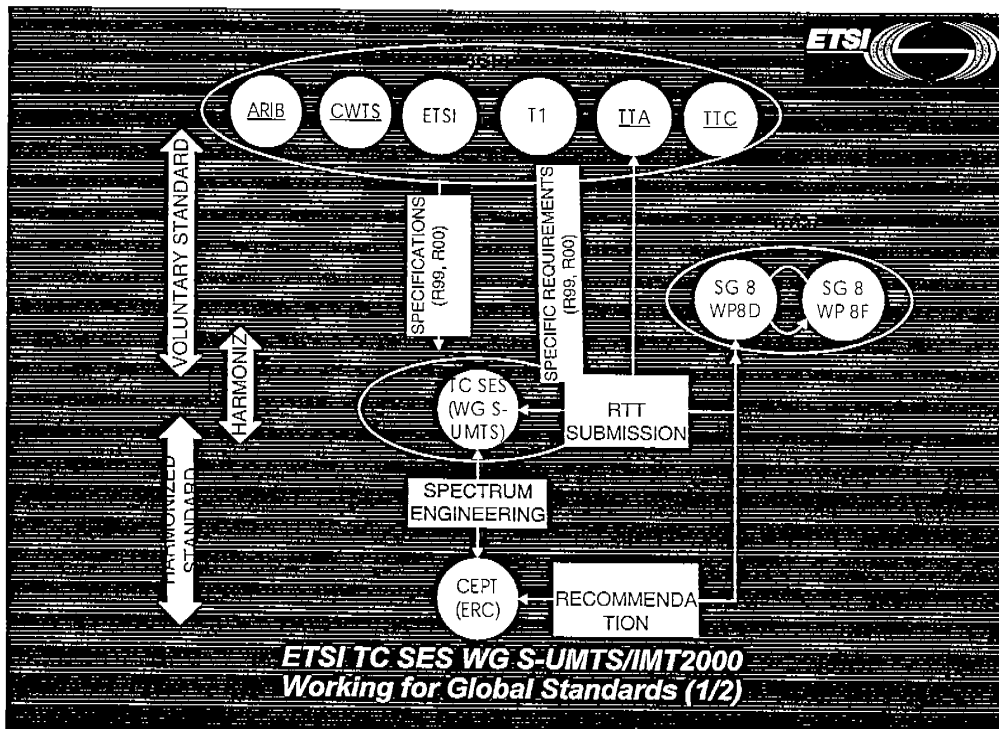 ETSI
ARIB
CWTS
ETSI
T1
TTA
TTC
VOLUNTARY STANDARD
SPECIFICATIONS
(R99, R00)
SPECIFIC REQUIREMENTS
(R99, R00)
SG 8
WP8D
SG 8
WP 8F
HARMONIZ
TC SES
(WG S-
UMTS)
RTT
SUBMISSION
HARMONIZED
STANDARD
SPECTRUM
ENGINEERING
CEPT
(ERC)
RECOMMENDA
TION
ETSI TC SES WG S-UMTS/IMT2000
Working for Global Standards (1/2)